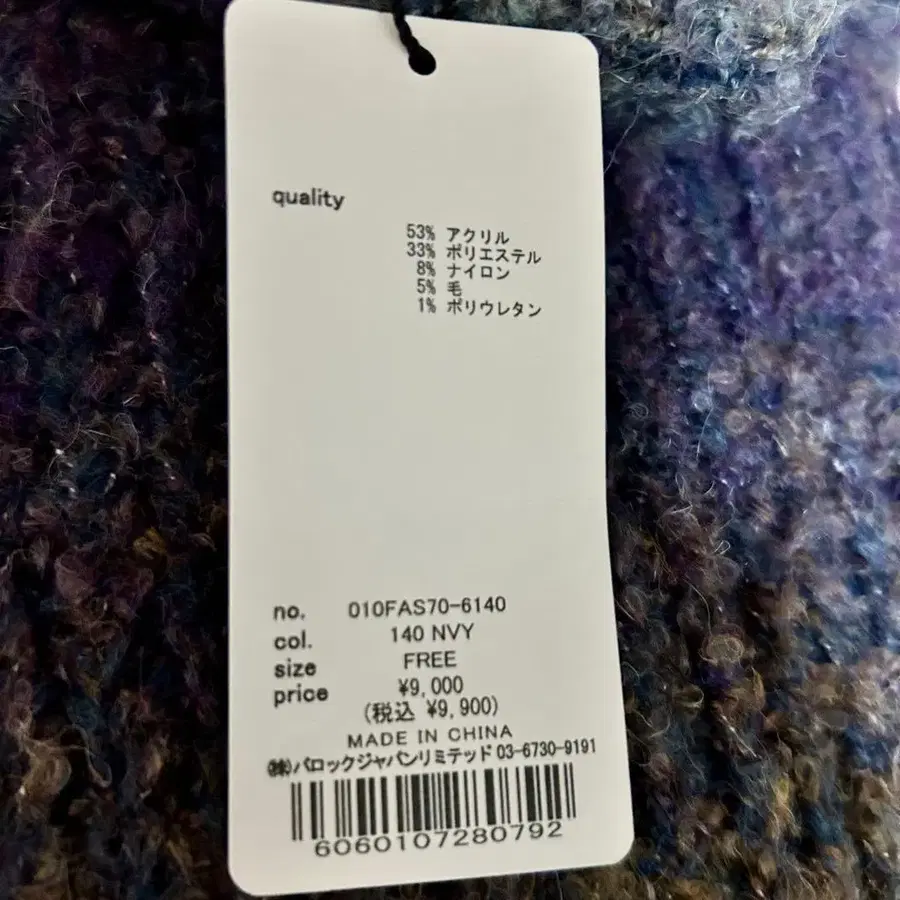 quality
53% アクリル
33% ポリエステル
8% ナイロン
5% 毛
1% ポリウレタン
no. 010FAS70-6140
col. 140 NVY
size FREE
price ¥9,000
(税込 ¥9,900)
MADE IN CHINA
㈱バロックジャパンリミテッド 03-6730-9191
6060107280792